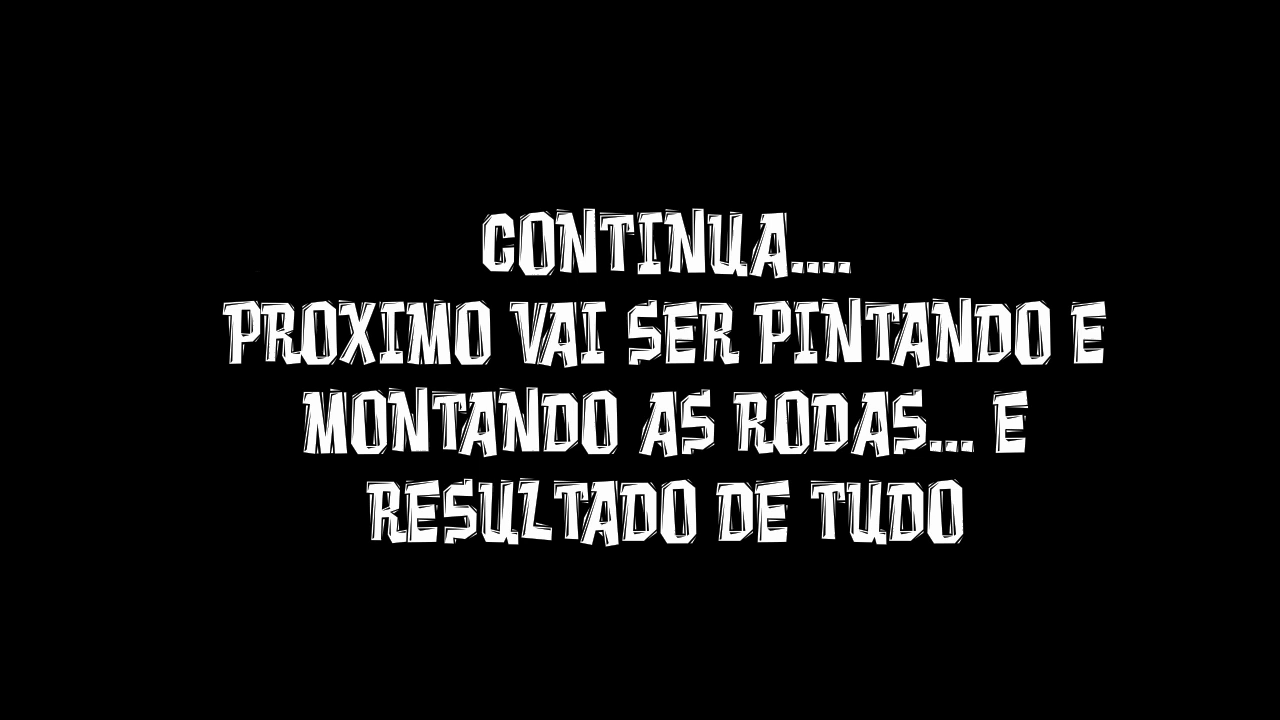 CONTINUA....
PROXIMO VAI SER PINTANDO E
MONTANDO AS RODAS... E
RESULTADO DE TUDO